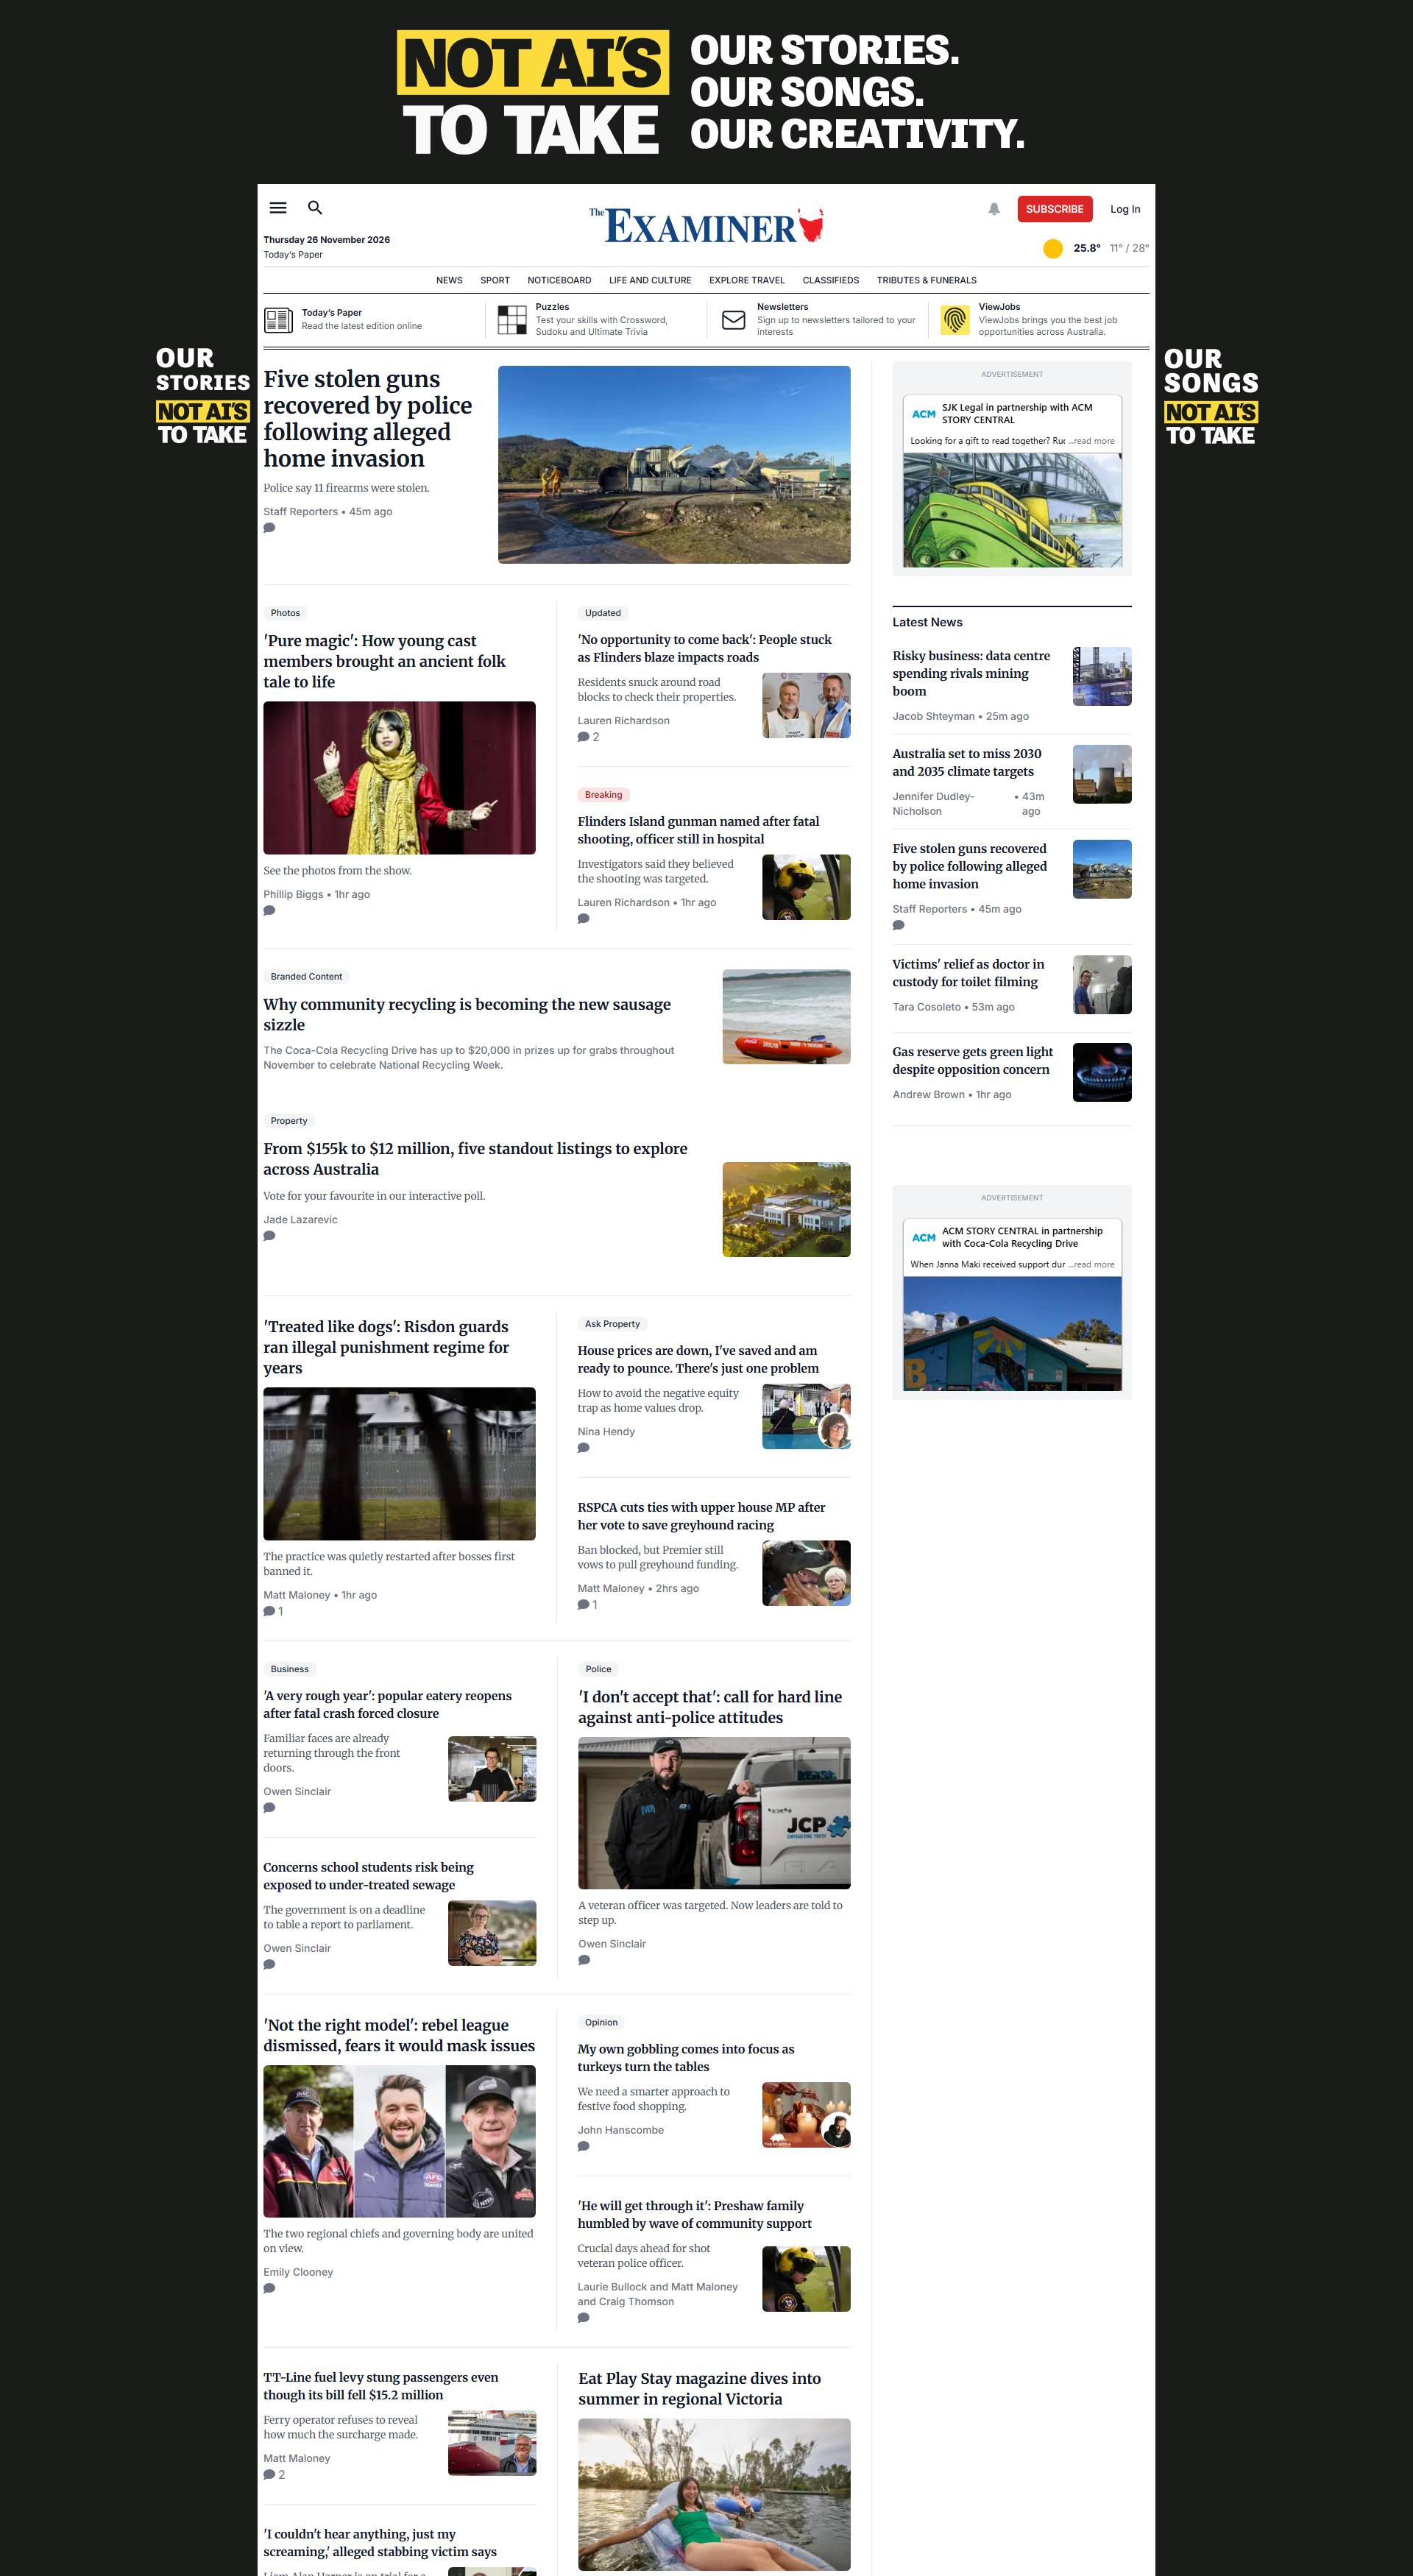 NOT AI'S
TO TAKE
OUR STORIES.
OUR SONGS.
OUR CREATIVITY.
The EXAMINER
SUBSCRIBE
Log In
Thursday 26 November 2026
Today's Paper
25.8° 11° / 28°
NEWS SPORT NOTICEBOARD LIFE AND CULTURE EXPLORE TRAVEL CLASSIFIEDS TRIBUTES & FUNERALS
Today's Paper
Read the latest edition online
Puzzles
Test your skills with Crossword,
Sudoku and Ultimate Trivia
Newsletters
Sign up to newsletters tailored to your
interests
ViewJobs
ViewJobs brings you the best job
opportunities across Australia.
OUR
STORIES
NOT AI'S
TO TAKE
OUR
SONGS
NOT AI'S
TO TAKE
Five stolen guns
recovered by police
following alleged
home invasion
Police say 11 firearms were stolen.
Staff Reporters • 45m ago
Photos
'Pure magic': How young cast
members brought an ancient folk
tale to life
See the photos from the show.
Phillip Biggs • 1hr ago
Updated
'No opportunity to come back': People stuck
as Flinders blaze impacts roads
Residents snuck around road
blocks to check their properties.
Lauren Richardson
2
Breaking
Flinders Island gunman named after fatal
shooting, officer still in hospital
Investigators said they believed
the shooting was targeted.
Lauren Richardson • 1hr ago
Branded Content
Why community recycling is becoming the new sausage
sizzle
The Coca-Cola Recycling Drive has up to $20,000 in prizes up for grabs throughout
November to celebrate National Recycling Week.
Property
From $155k to $12 million, five standout listings to explore
across Australia
Vote for your favourite in our interactive poll.
Jade Lazarevic
'Treated like dogs': Risdon guards
ran illegal punishment regime for
years
The practice was quietly restarted after bosses first
banned it.
Matt Maloney • 1hr ago
1
Ask Property
House prices are down, I've saved and am
ready to pounce. There's just one problem
How to avoid the negative equity
trap as home values drop.
Nina Hendy
RSPCA cuts ties with upper house MP after
her vote to save greyhound racing
Ban blocked, but Premier still
vows to pull greyhound funding.
Matt Maloney • 2hrs ago
1
Business
'A very rough year': popular eatery reopens
after fatal crash forced closure
Familiar faces are already
returning through the front
doors.
Owen Sinclair
Concerns school students risk being
exposed to under-treated sewage
The government is on a deadline
to table a report to parliament.
Owen Sinclair
Police
'I don't accept that': call for hard line
against anti-police attitudes
JCP
EMPOWERING YOUTH
A veteran officer was targeted. Now leaders are told to
step up.
Owen Sinclair
'Not the right model': rebel league
dismissed, fears it would mask issues
AFL
The two regional chiefs and governing body are united
on view.
Emily Clooney
Opinion
My own gobbling comes into focus as
turkeys turn the tables
We need a smarter approach to
festive food shopping.
John Hanscombe
'He will get through it': Preshaw family
humbled by wave of community support
Crucial days ahead for shot
veteran police officer.
Laurie Bullock and Matt Maloney
and Craig Thomson
TT-Line fuel levy stung passengers even
though its bill fell $15.2 million
Ferry operator refuses to reveal
how much the surcharge made.
Matt Maloney
2
'I couldn't hear anything, just my
screaming,' alleged stabbing victim says
Eat Play Stay magazine dives into
summer in regional Victoria
ADVERTISEMENT
ACM
SJK Legal in partnership with ACM
STORY CENTRAL
Looking for a gift to read together? Ruc ...read more
Latest News
Risky business: data centre
spending rivals mining
boom
Jacob Shteyman • 25m ago
Australia set to miss 2030
and 2035 climate targets
Jennifer Dudley-
Nicholson
• 43m
ago
Five stolen guns recovered
by police following alleged
home invasion
Staff Reporters • 45m ago
Victims' relief as doctor in
custody for toilet filming
Tara Cosoleto • 53m ago
Gas reserve gets green light
despite opposition concern
Andrew Brown • 1hr ago
ADVERTISEMENT
ACM
ACM STORY CENTRAL in partnership
with Coca-Cola Recycling Drive
When Janna Maki received support dur ...read more
B